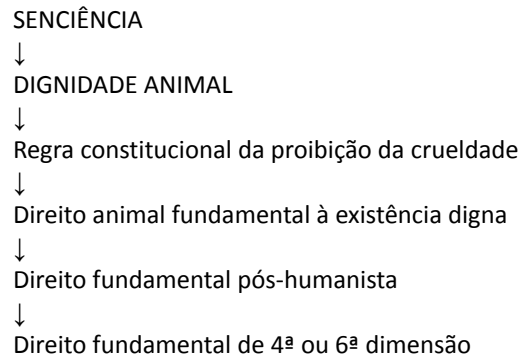 SENCIÊNCIA
↓
DIGNIDADE ANIMAL
↓
Regra constitucional da proibição da crueldade
↓
Direito animal fundamental à existência digna
↓
Direito fundamental pós-humanista
↓
Direito fundamental de 4ª ou 6ª dimensão